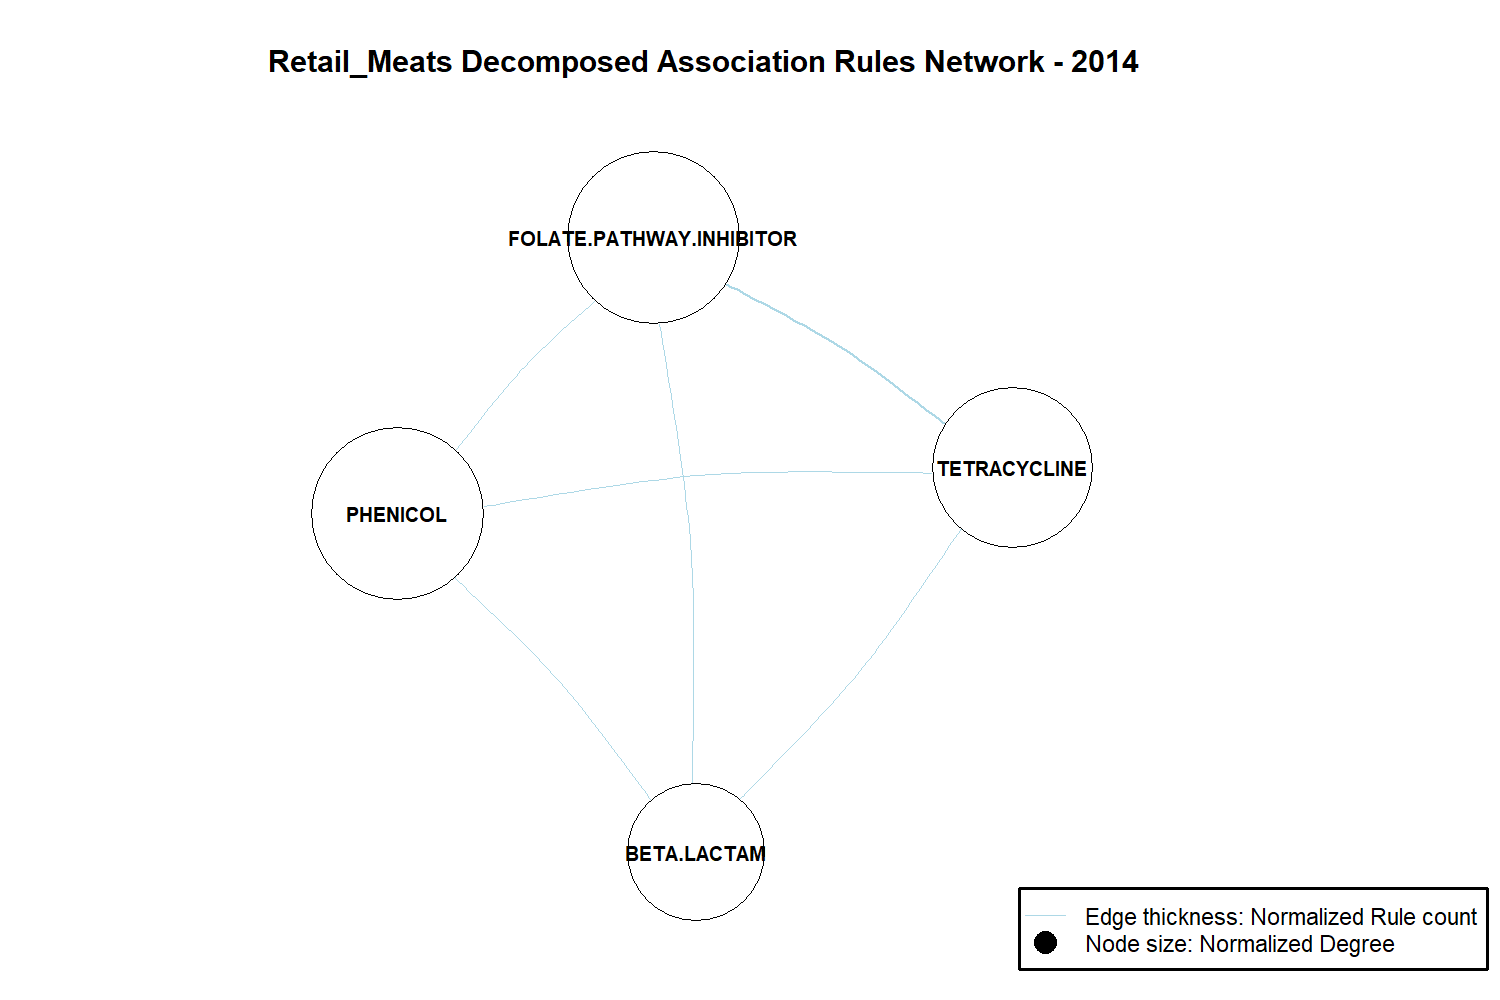 Retail_Meats Decomposed Association Rules Network - 2014
FOLATE.PATHWAY.INHIBITOR
TETRACYCLINE
PHENICOL
BETA.LACTAM
Edge thickness: Normalized Rule count
Node size: Normalized Degree